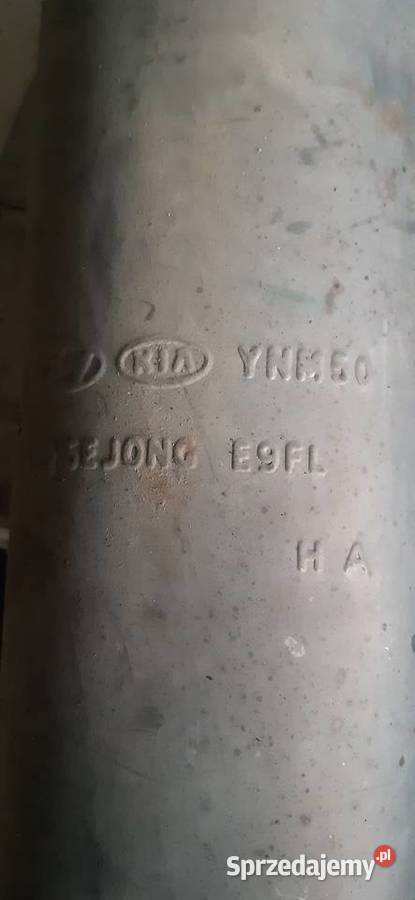 KIA YNM50
SEJONG E9FL
H A
Sprzedajemy.pl